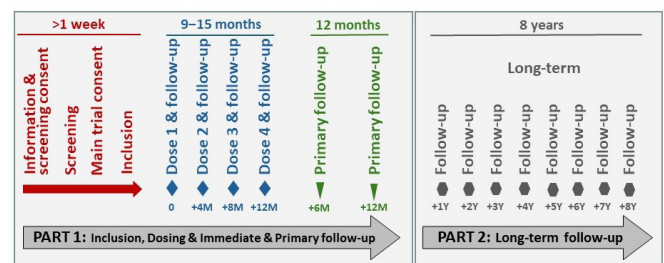 >1 week
Information &
screening consent
Screening
Main trial consent
Inclusion
9–15 months
Dose 1 & follow-up
Dose 2 & follow-up
Dose 3 & follow-up
Dose 4 & follow-up
0
+4M
+8M
+12M
12 months
Primary follow-up
Primary follow-up
+6M
+12M
PART 1: Inclusion, Dosing & Immediate & Primary follow-up
8 years
Long-term
Follow-up
Follow-up
Follow-up
Follow-up
Follow-up
Follow-up
Follow-up
Follow-up
+1Y
+2Y
+3Y
+4Y
+5Y
+6Y
+7Y
+8Y
PART 2: Long-term follow-up